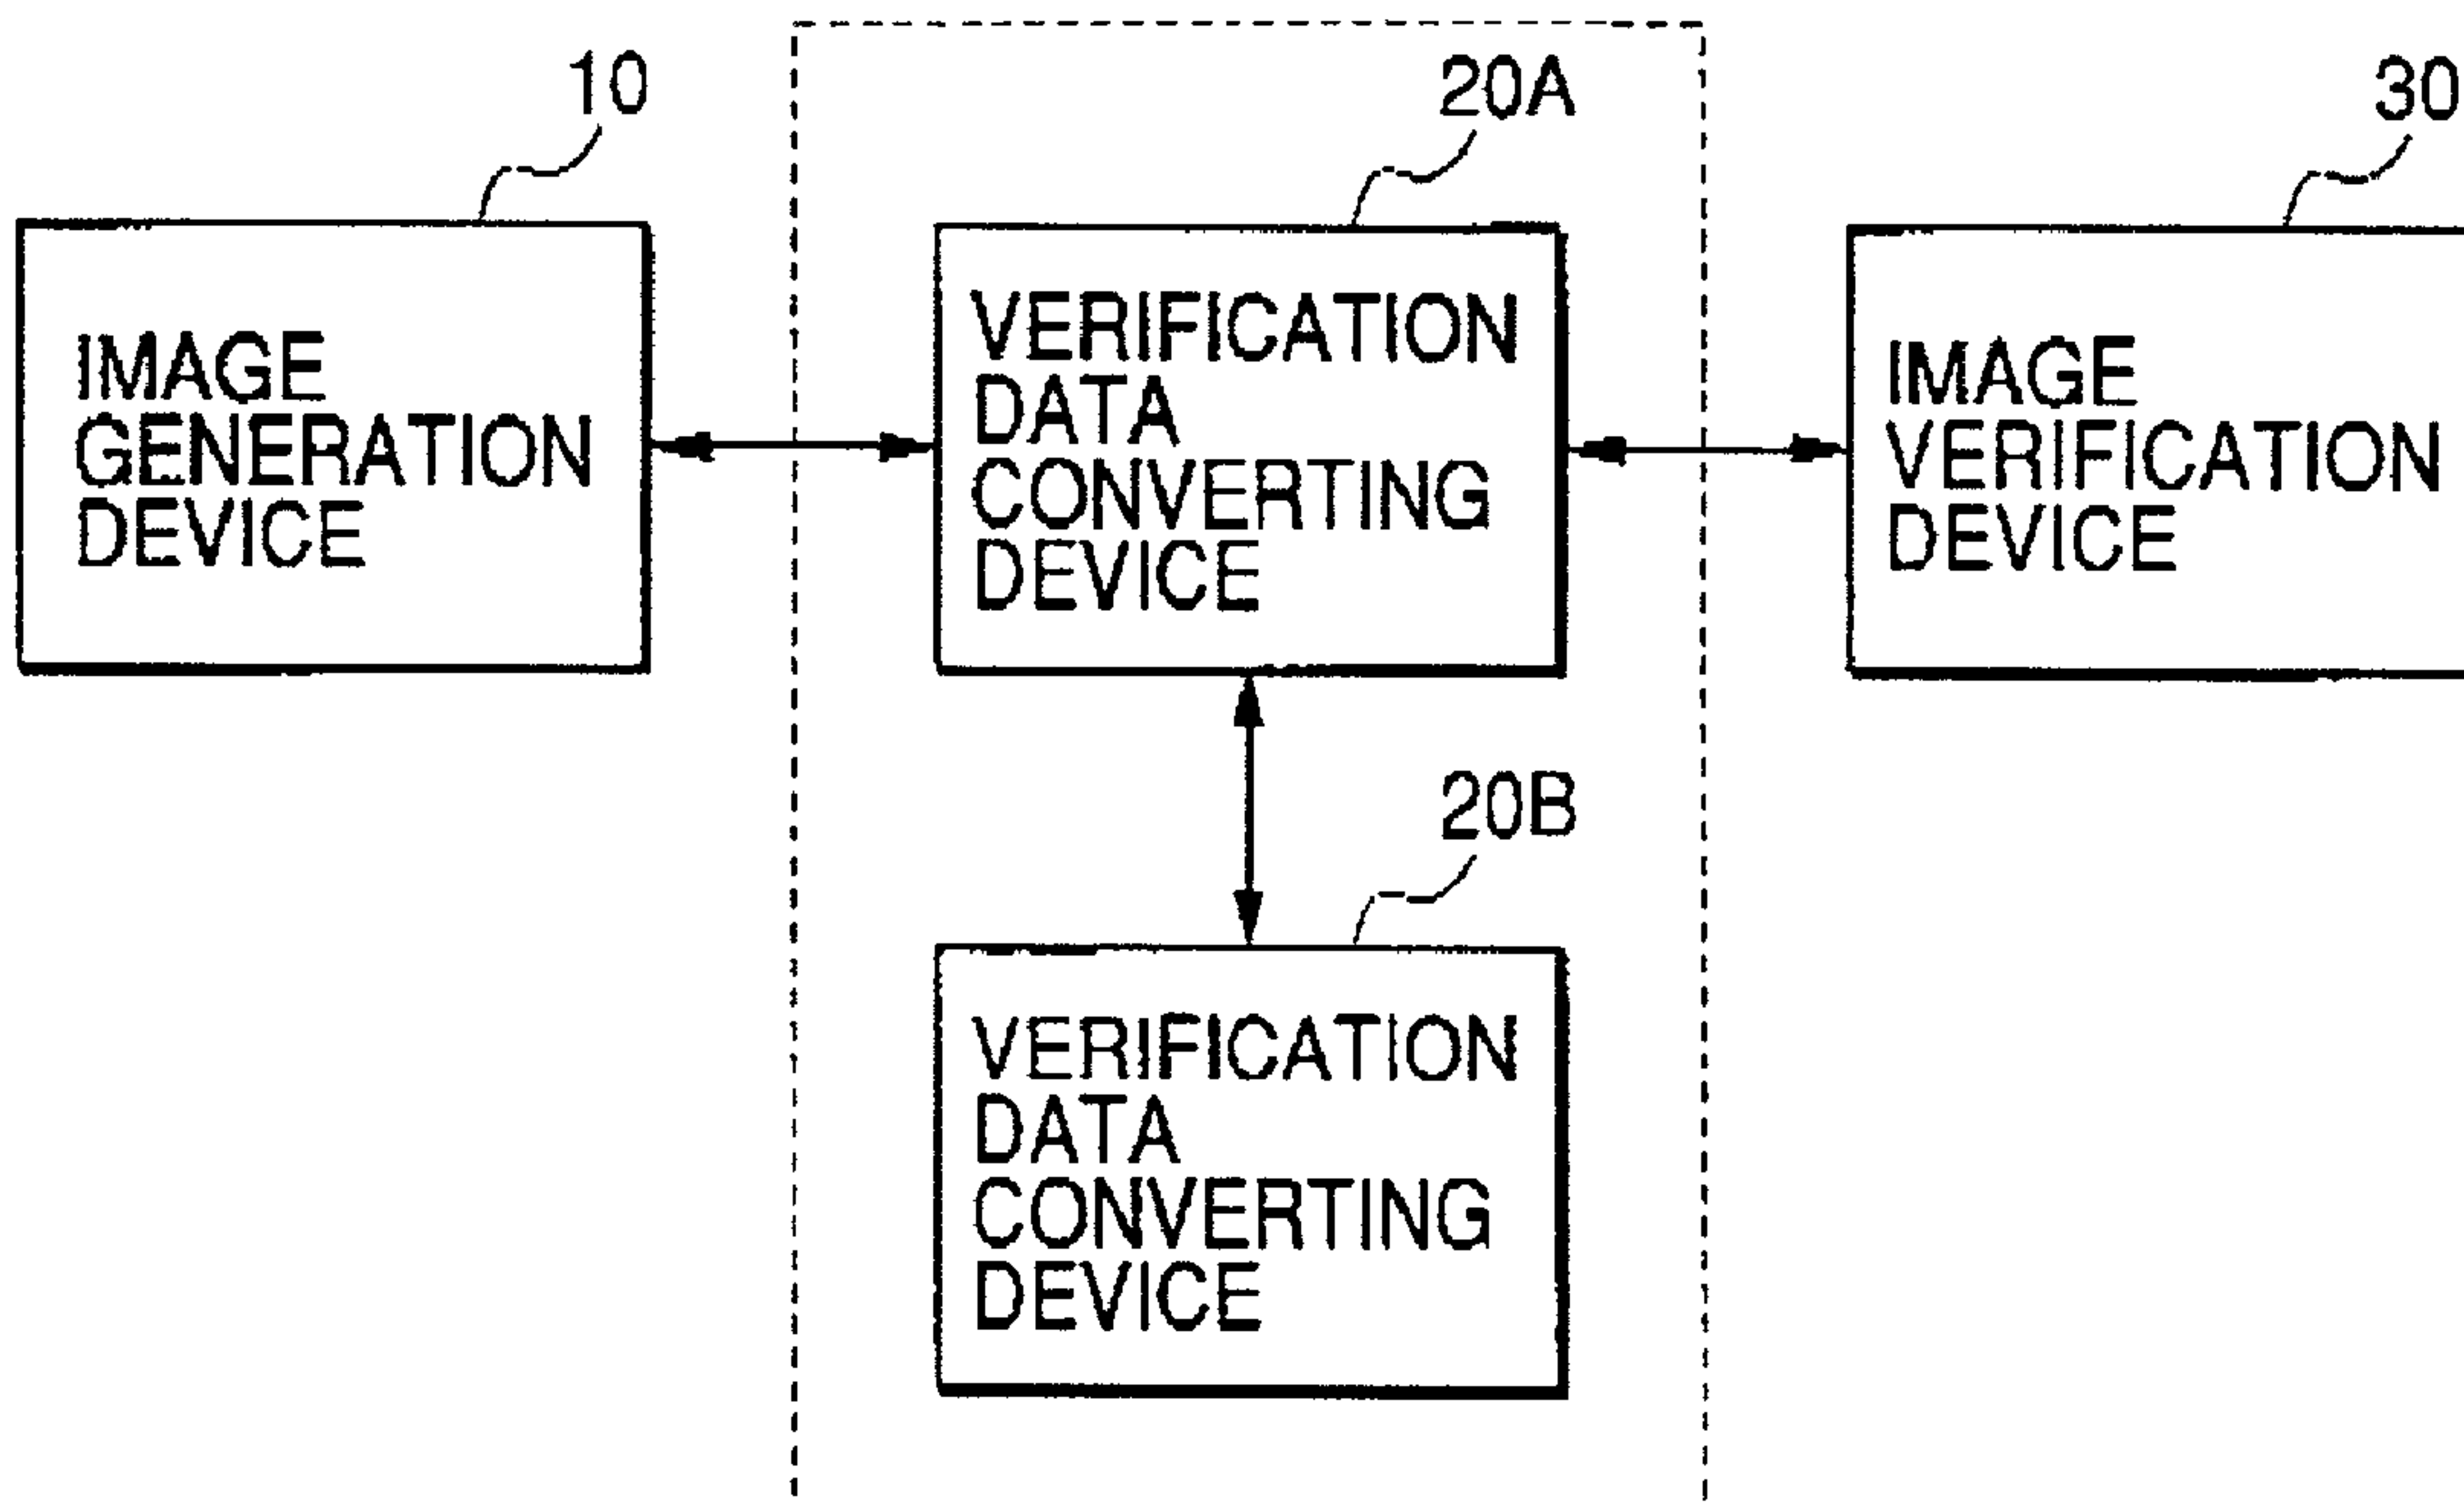 10
IMAGE
GENERATION
DEVICE
20A
VERIFICATION
DATA
CONVERTING
DEVICE
30
IMAGE
VERIFICATION
DEVICE
20B
VERIFICATION
DATA
CONVERTING
DEVICE